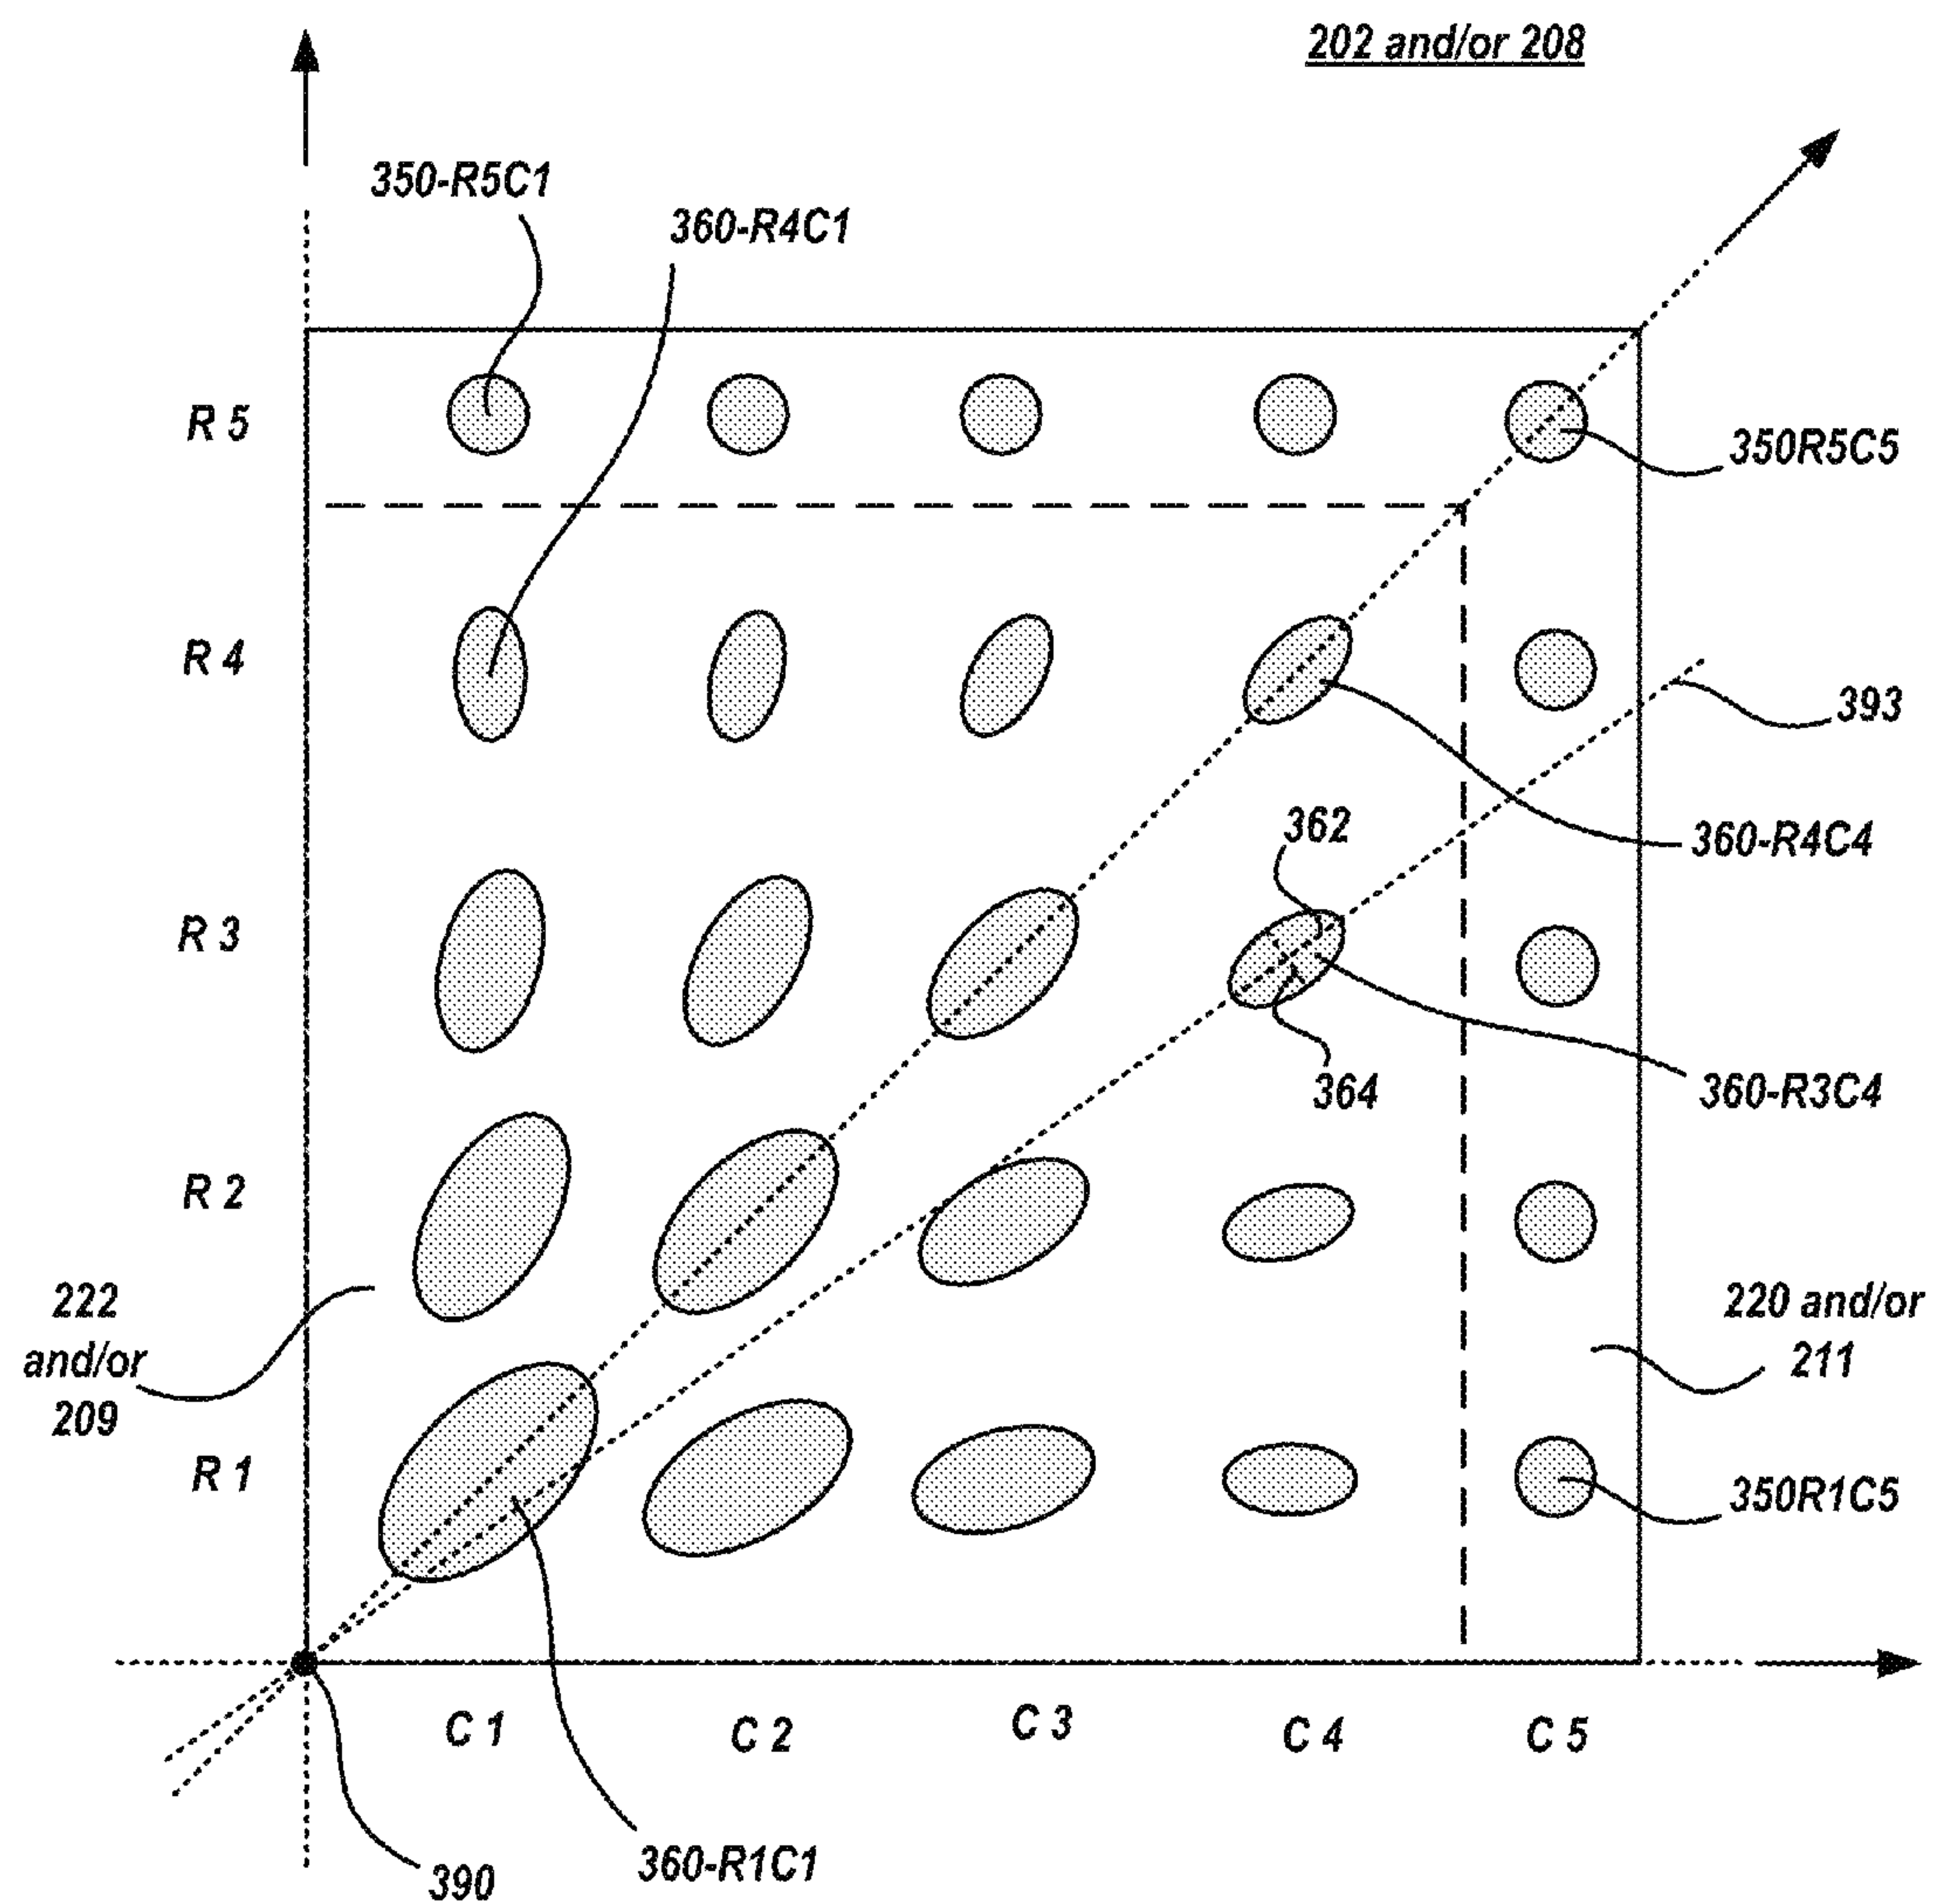 202 and/or 208
350-R5C1
360-R4C1
R 5
350R5C5
R 4
393
362
360-R4C4
R 3
364
360-R3C4
R 2
222
and/or
209
220 and/or
211
R 1
350R1C5
C 1
C 2
C 3
C 4
C 5
360-R1C1
390